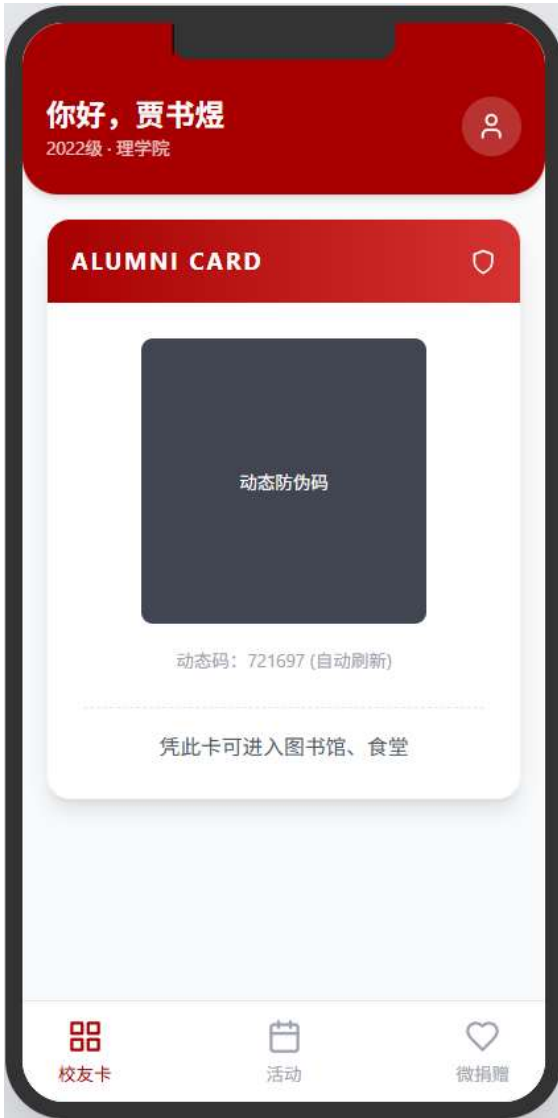 你好，贾书煜
2022级 · 理学院
ALUMNI CARD
动态防伪码
动态码：721697 (自动刷新)
凭此卡可进入图书馆、食堂
校友卡
活动
微捐赠